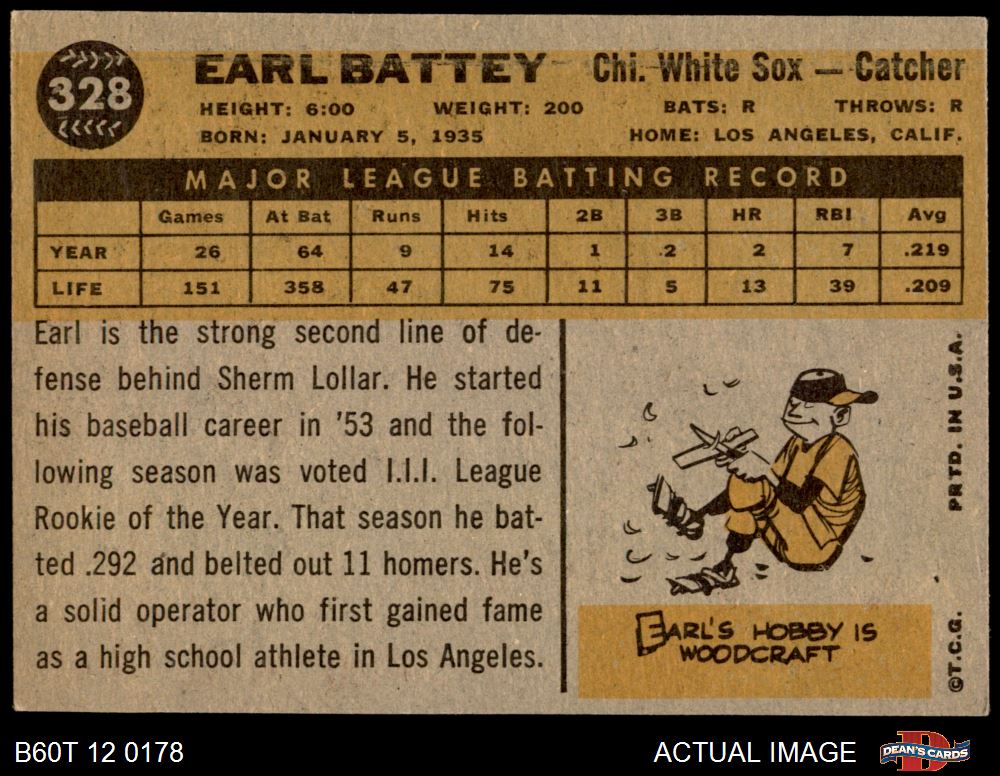 328
EARL BATTEY
Chi. White Sox — Catcher
HEIGHT: 6:00 WEIGHT: 200 BATS: R THROWS: R
BORN: JANUARY 5, 1935 HOME: LOS ANGELES, CALIF.
MAJOR LEAGUE BATTING RECORD
Games At Bat Runs Hits 2B 3B HR RBI Avg
YEAR 26 64 9 14 1 .2 2 7 .219
LIFE 151 358 47 75 11 5 13 39 .209
Earl is the strong second line of de-
fense behind Sherm Lollar. He started
his baseball career in '53 and the fol-
lowing season was voted I.I.I. League
Rookie of the Year. That season he bat-
ted .292 and belted out 11 homers. He's
a solid operator who first gained fame
as a high school athlete in Los Angeles.
EARL'S HOBBY IS
WOODCRAFT
PRTD. IN U.S.A.
©T.C.G.
B60T 12 0178
ACTUAL IMAGE
DEAN'S CARDS